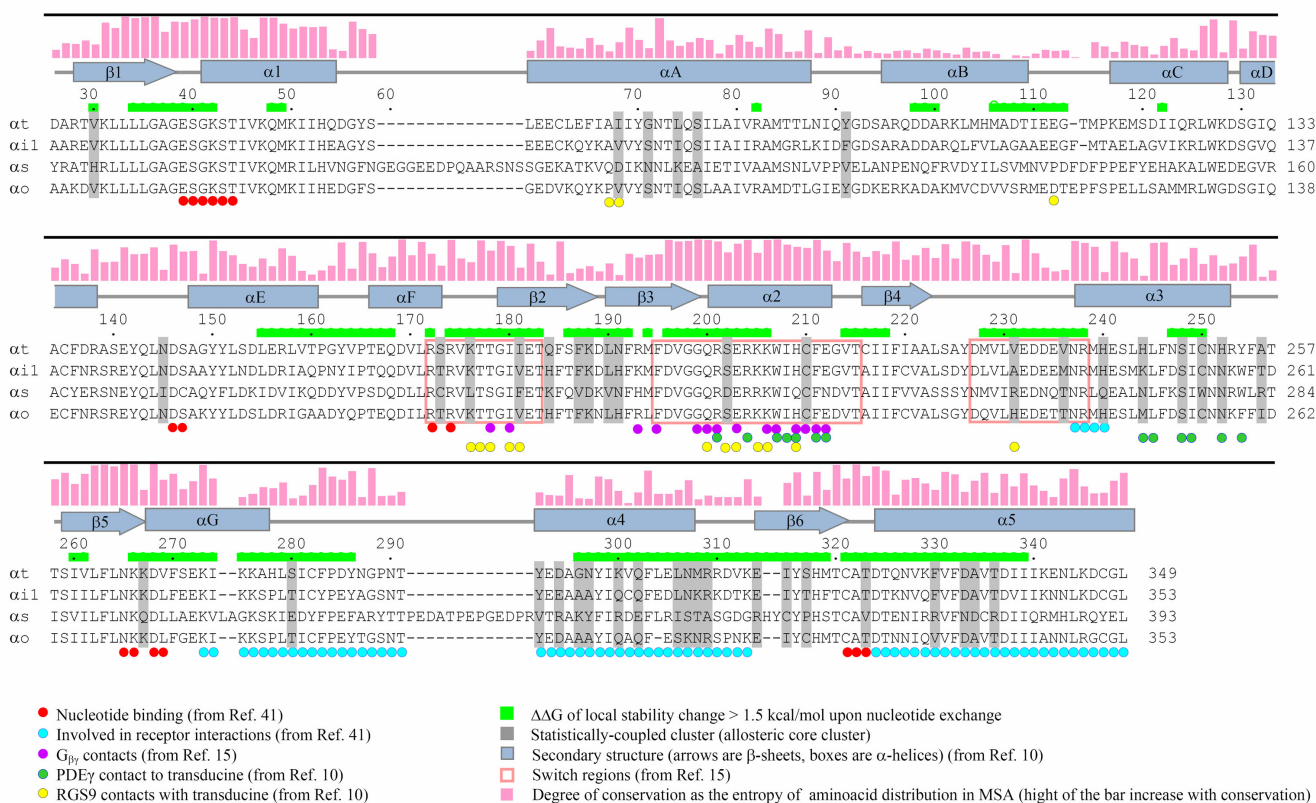 β1 α1 αA αB αC αD
30 40 50 60 70 80 90 100 110 120 130
αt DARTVKLLLLGAGESGKSTIVKQMKIIHQDGYS---------------LEECLEFIAIIYGNTLQSILAIVRAMTTLNIQYGDSARQDDARKLMHMADTIEEG-TMPKEMSDIIQRLWKDSGIQ 133
αi1 AAREVKLLLLGAGESGKSTIVKQMKIIHEAGYS---------------EEECKQYKAVVYSNTIQSIIAIIRAMGRLKIDFGDSARADDARQLFVLAGAAEEGF-MTAELAGVIKRLWKDSGVQ 137
αs YRATHRLLLLGAGESGKSTIVKQMRILHVNGFNGEGGEEDPQAARSNSSGEKATKVQDIKNNLKEAIETIVAAMSNLVPPVELANPENQFRVDYILSVMNVPDFDFPPEFYEHAKALWEDEGVR 160
αo AAKDVKLLLLGAGESGKSTIVKQMKIIHEDGFS---------------GEDVKQYKPVVYSNTIQSLAAIVRAMDTLGIEYGDKERKADAKMVCDVVSRMEDTEPFSPELLSAMMRLWGDSGIQ 138
αE αF β2 β3 α2 β4 α3
140 150 160 170 180 190 200 210 220 230 240 250
αt ACFDRASEYQLNDSAGYYLSDLERLVTPGYVPTEQDVLRSRVKTTGIIETQFSFKDLNFRMFDVGGQRSERKKWIHCFEGVTCIIFIAALSAYDMVLVEDDEVNRMHESLHLFNSICNHRYFAT 257
αi1 ACFNRSREYQLNDSAAYYLNDLDRIAQPNYIPTQQDVLRTRVKTTGIVETHFTFKDLHFKMFDVGGQRSERKKWIHCFEGVTAIIFCVALSDYDLVLAEDEEMNRMHESMKLFDSICNNKWFTD 261
αs ACYERSNEYQLIDCAQYFLDKIDVIKQDDYVPSDQDLLRCRVLTSGIFETKFQVDKVNFHMFDVGGQRDERRKWIQCFNDVTAIIFVVASSSYNMVIREDNQTNRLQEALNLFKSIWNNRWLRT 284
αo ECFNRSREYQLNDSAKYYLDSLDRIGAADYQPTEQDILRTRVKTTGIVETHFTFKNLHFRLFDVGGQRSERKKWIHCFEDVTAIIFCVALSGYDQVLHEDETTNRMHESLMLFDSICNNKFFID 262
β5 αG α4 β6 α5
260 270 280 290 300 310 320 330 340
αt TSIVLFLNKKDVFSEKI--KKAHLSICFPDYNGPNT-------------YEDAGNYIKVQFLELNMRRDVKE--IYSHMTCATDTQNVKFVFDAVTDIIIKENLKDCGL 349
αi1 TSIILFLNKKDLFEEKI--KKSPLTICYPEYAGSNT-------------YEEAAAYIQCQFEDLNKRKDTKE--IYTHFTCATDTKNVQFVFDAVTDVIIKNNLKDCGL 353
αs ISVILFLNKQDLLAEKVLAGKSKIEDYFPEFARYTTPEDATPEPGEDPRVTRAKYFIRDEFLRISTASGDGRHYCYPHFTCAVDTENIRRVFNDCRDIIQRMHLRQYEL 393
αo ISIILFLNKKDLFGEKI--KKSPLTICFPEYTGSNT-------------YEDAAAYIQAQFESKNRSPNKE--IYCHMTCATDTNNIQVVFDAVTDIIIANNLRGCGL 353
Nucleotide binding (from Ref. 41)
Involved in receptor interactions (from Ref. 41)
Gβγ contacts (from Ref. 15)
PDEγ contact to transducine (from Ref. 10)
RGS9 contacts with transducine (from Ref. 10)
ΔΔG of local stability change > 1.5 kcal/mol upon nucleotide exchange
Statistically-coupled cluster (allosteric core cluster)
Secondary structure (arrows are β-sheets, boxes are α-helices) (from Ref. 10)
Switch regions (from Ref. 15)
Degree of conservation as the entropy of aminoacid distribution in MSA (hight of the bar increase with conservation)